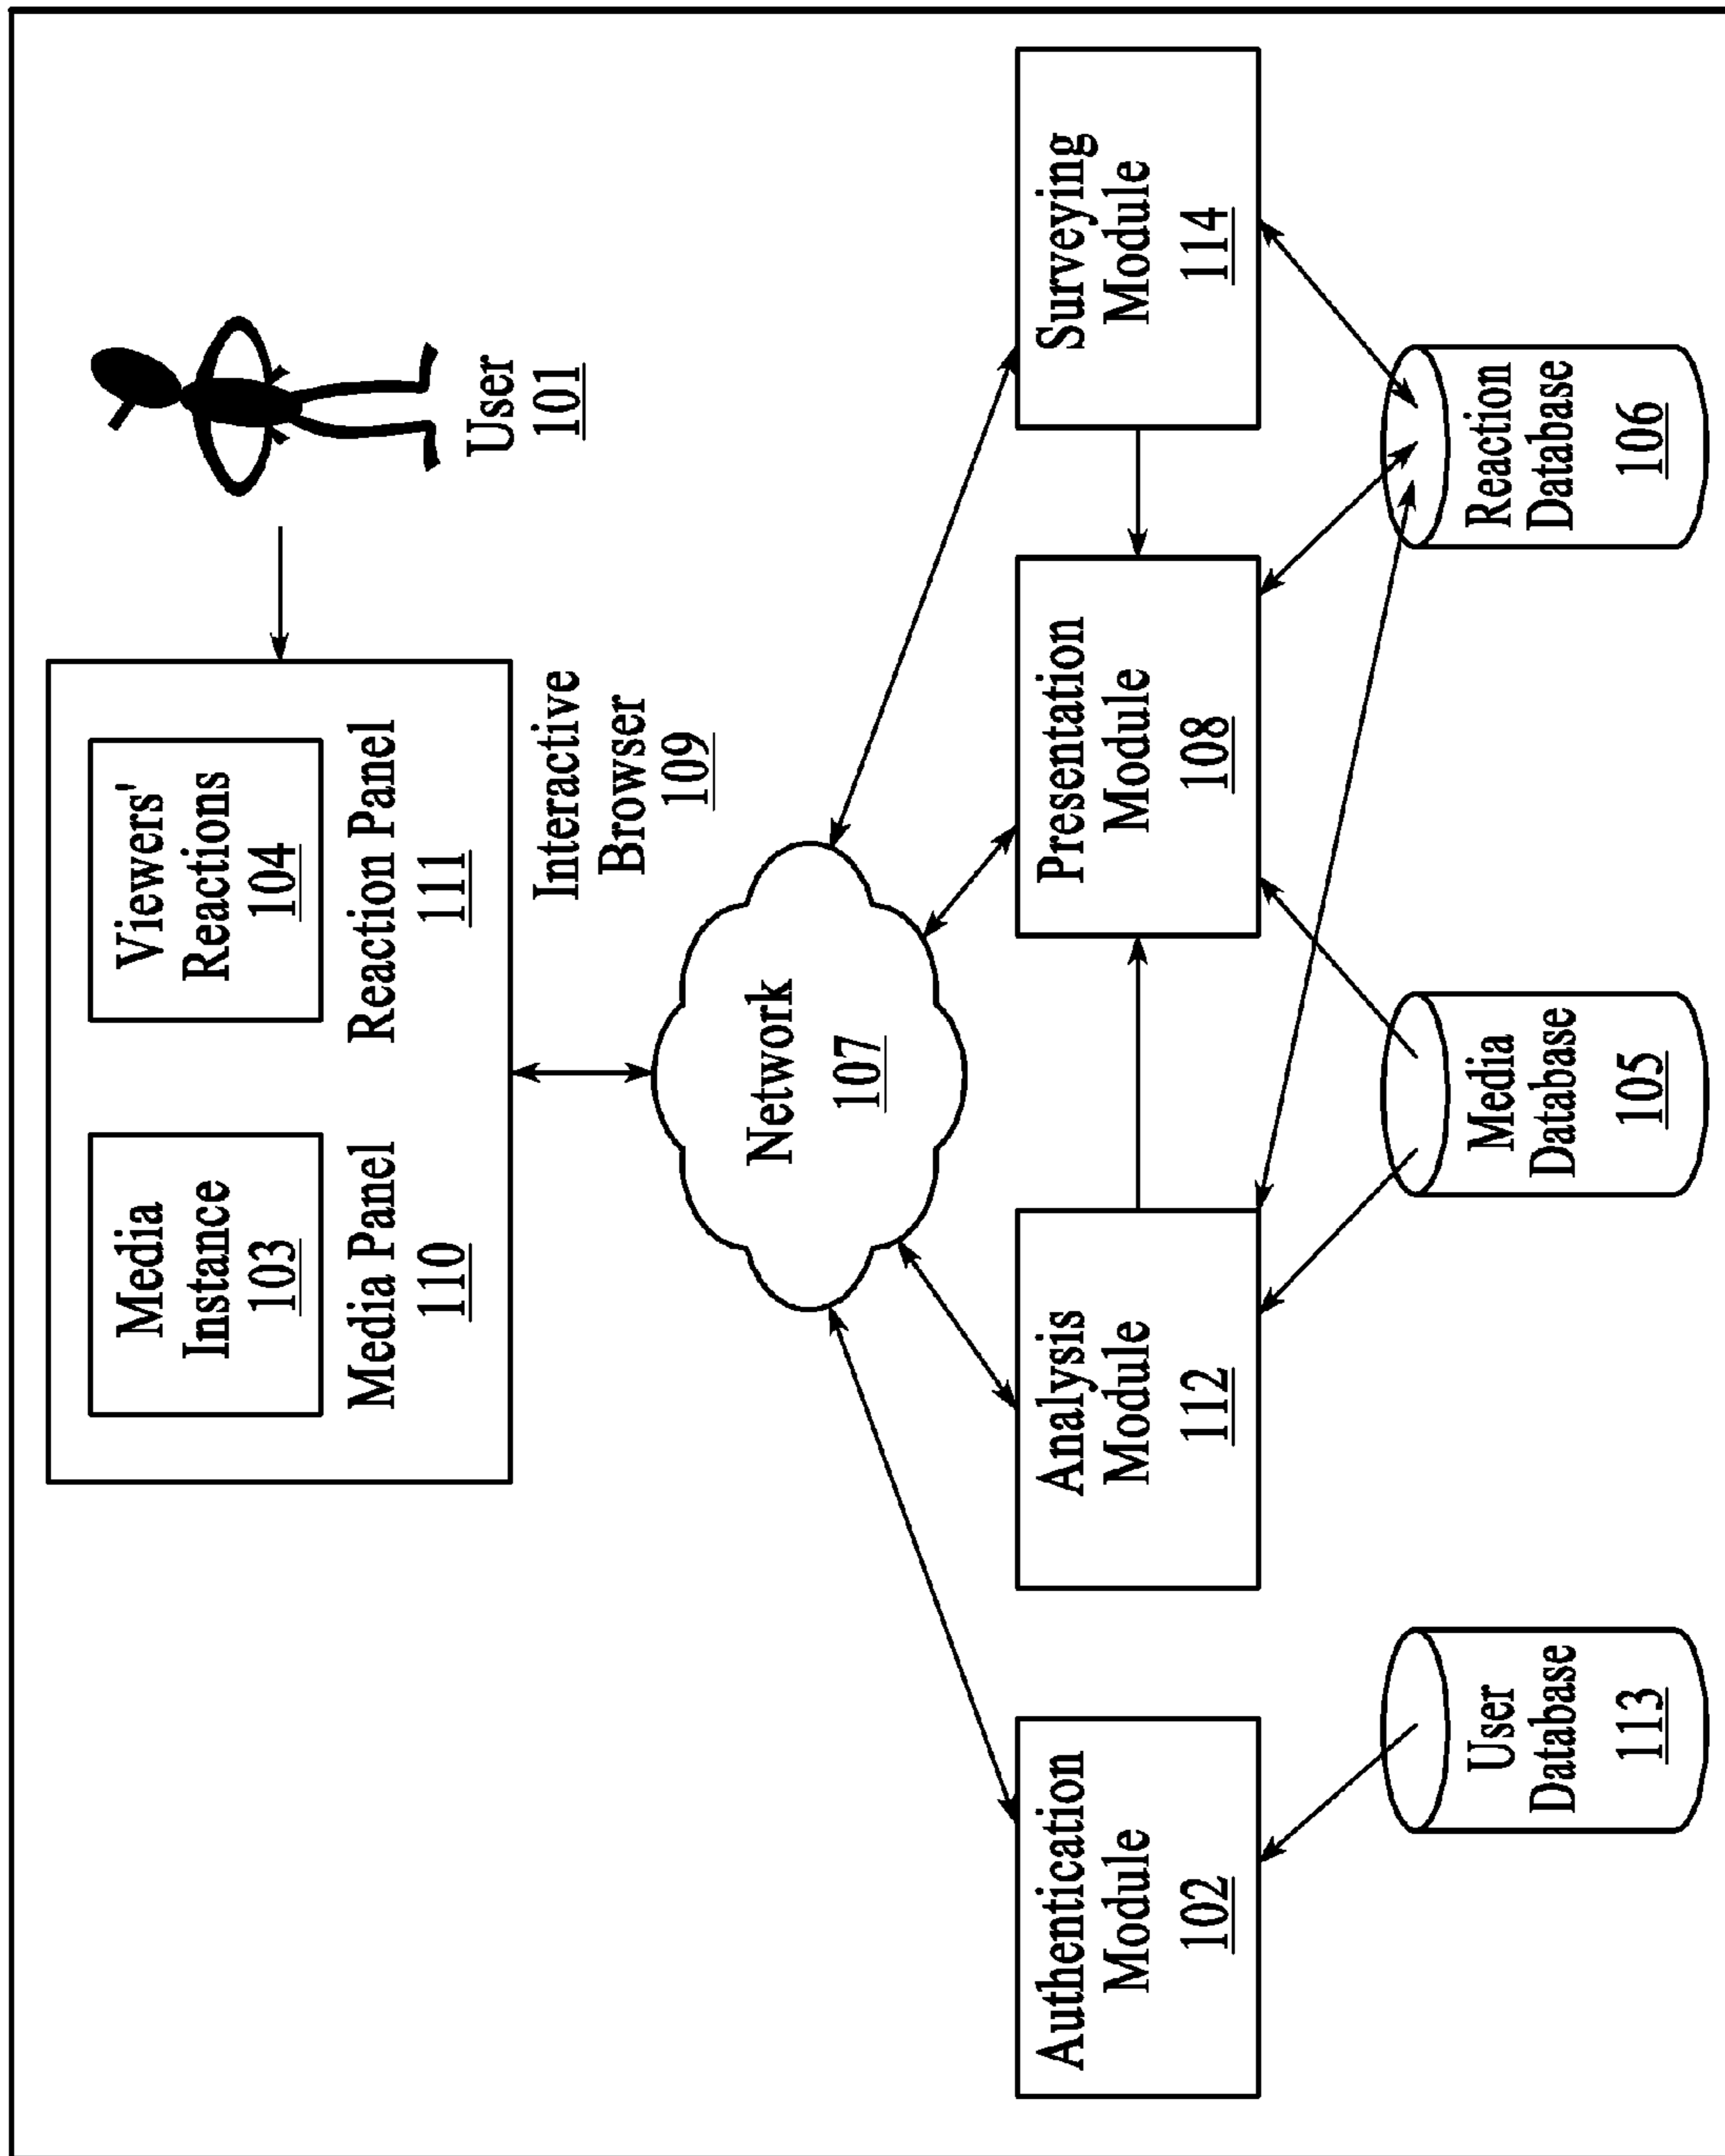 Media
Instance
103
Media Panel
110
Viewers'
Reactions
104
Reaction Panel
111
User
101
Interactive
Browser
109
Network
107
Authentication
Module
102
Analysis
Module
112
Presentation
Module
108
Surveying
Module
114
User
Database
113
Media
Database
105
Reaction
Database
106